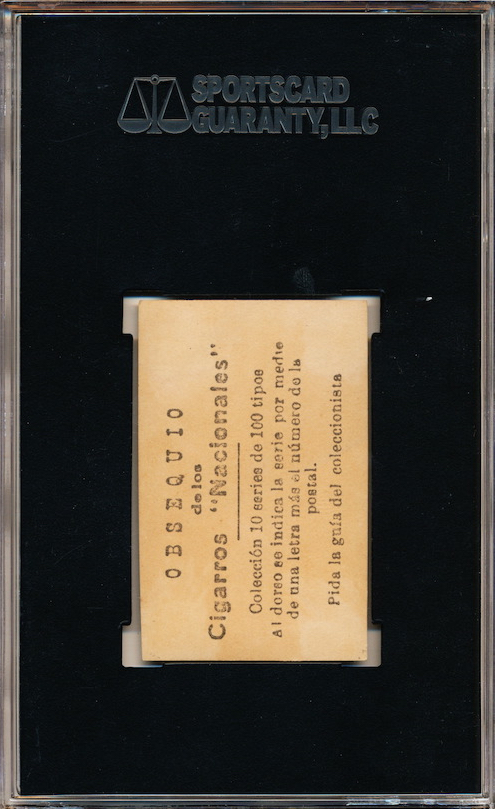 SPORTSCARD
GUARANTY, LLC
OBSEQUIO
de los
Cigarros "Nacionales"
Colección 10 series de 100 tipos
Al dorso se indica la serie por medio
de una letra más el número de la
postal.
Pida la guía del coleccionista